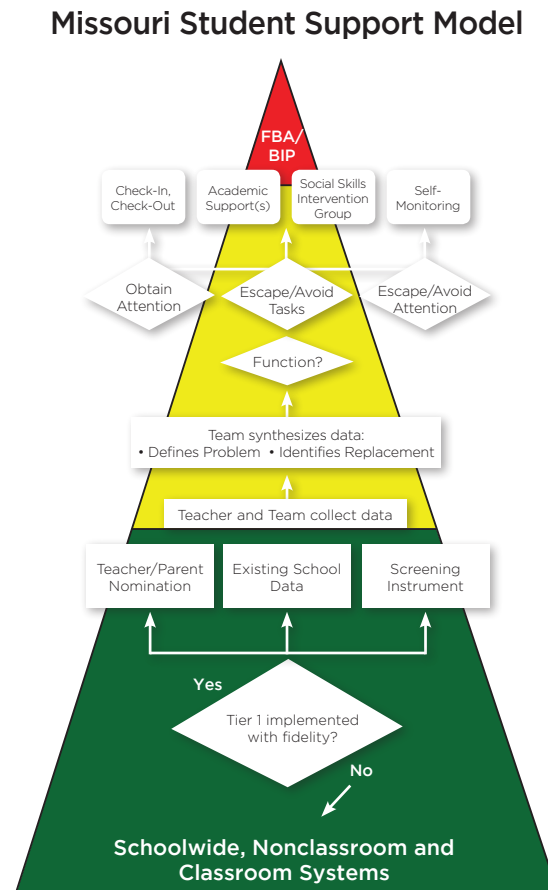 Missouri Student Support Model
FBA/
BIP
Check-In,
Check-Out
Academic
Support(s)
Social Skills
Intervention
Group
Self-
Monitoring
Obtain
Attention
Escape/Avoid
Tasks
Escape/Avoid
Attention
Function?
Team synthesizes data:
• Defines Problem • Identifies Replacement
Teacher and Team collect data
Teacher/Parent
Nomination
Existing School
Data
Screening
Instrument
Yes
Tier 1 implemented
with fidelity?
No
Schoolwide, Nonclassroom and
Classroom Systems